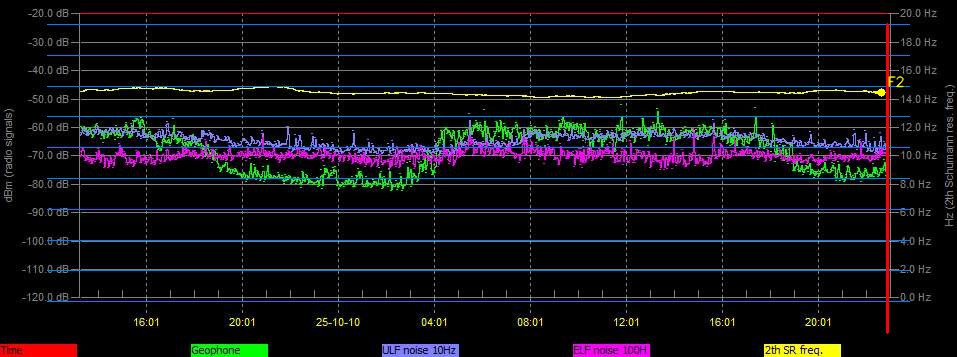 -20.0 dB 20.0 Hz
-30.0 dB 18.0 Hz
-40.0 dB 16.0 Hz
F2
-50.0 dB 14.0 Hz
-60.0 dB 12.0 Hz
-70.0 dB 10.0 Hz
-80.0 dB 8.0 Hz
-90.0 dB 6.0 Hz
-100.0 dB 4.0 Hz
-110.0 dB 2.0 Hz
-120.0 dB 0.0 Hz
dBm (radio signals)
Hz (2th Schumann res. freq.)
16:01 20:01 25-10-10 04:01 08:01 12:01 16:01 20:01
Time Geophone ULF noise 10Hz ELF noise 100H 2th SR freq.